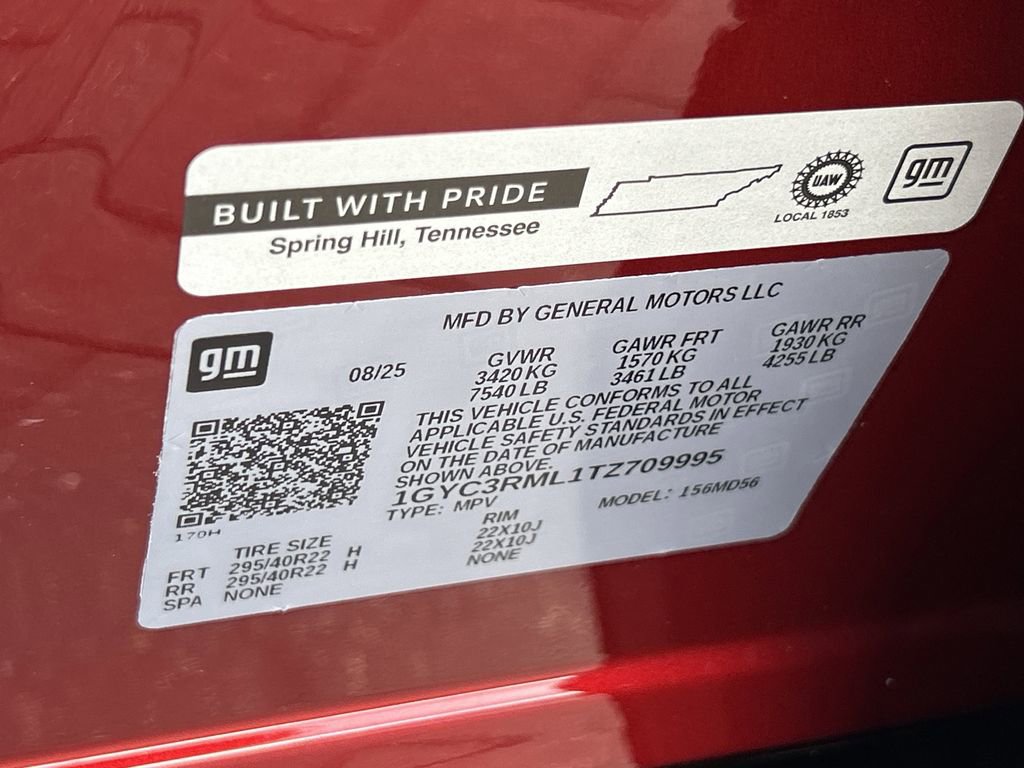 BUILT WITH PRIDE
Spring Hill, Tennessee
UAW
LOCAL 1853
gm
MFD BY GENERAL MOTORS LLC
gm
08/25
GVWR
3420 KG
7540 LB
GAWR FRT
1570 KG
3461 LB
GAWR RR
1930 KG
4255 LB
THIS VEHICLE CONFORMS TO ALL
APPLICABLE U.S. FEDERAL MOTOR
VEHICLE SAFETY STANDARDS IN EFFECT
ON THE DATE OF MANUFACTURE
SHOWN ABOVE.
1GYC3RML1TZ709995
TYPE: MPV MODEL: 156MD56
170H
TIRE SIZE RIM
FRT 295/40R22 H 22X10J
RR 295/40R22 H 22X10J
SPA NONE NONE